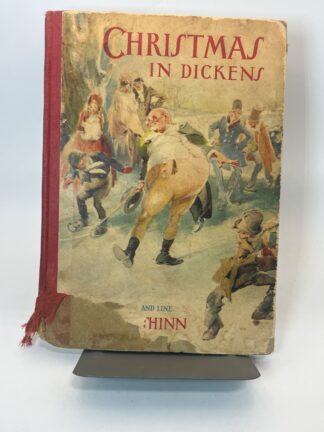 CHRISTMAS
IN DICKENS
AND LINE
HINN